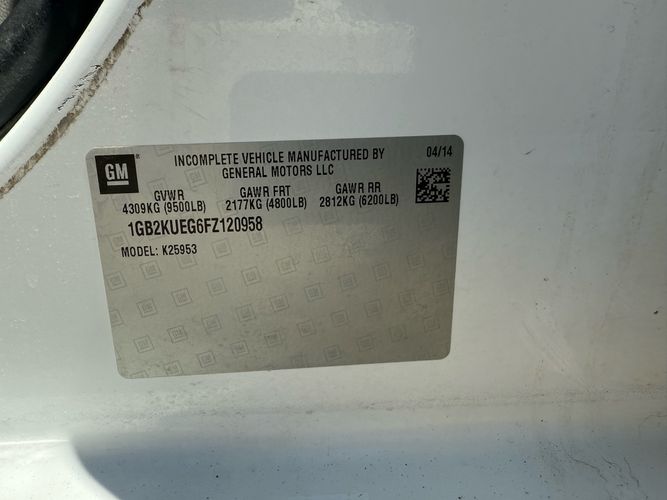 GM
INCOMPLETE VEHICLE MANUFACTURED BY
GENERAL MOTORS LLC
04/14
GVWR GAWR FRT GAWR RR
4309KG (9500LB) 2177KG (4800LB) 2812KG (6200LB)
1GB2KUEG6FZ120958
MODEL: K25953